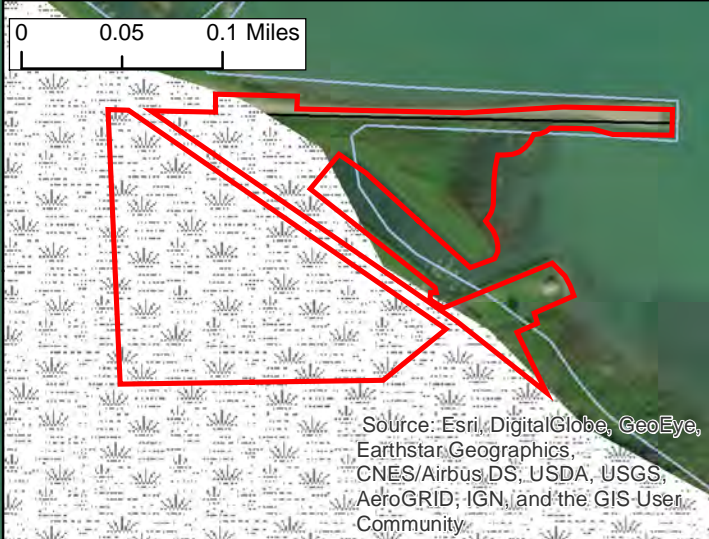 0 0.05 0.1 Miles
Source: Esri, DigitalGlobe, GeoEye,
Earthstar Geographics,
CNES/Airbus DS, USDA, USGS,
AeroGRID, IGN, and the GIS User
Community